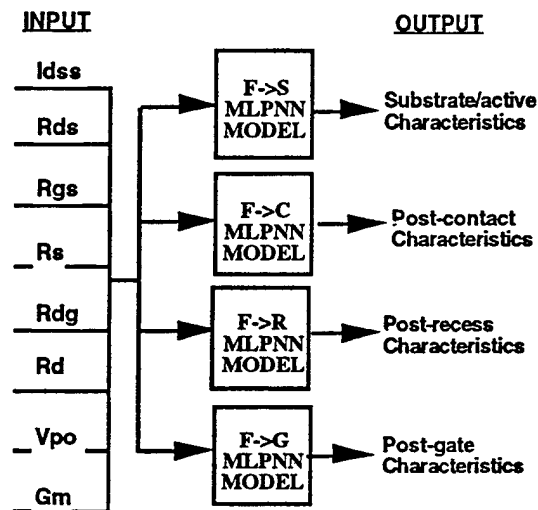 INPUT
OUTPUT
Idss
Rds
Rgs
Rs
Rdg
Rd
Vpo
Gm
F->S
MLPNN
MODEL
Substrate/active
Characteristics
F->C
MLPNN
MODEL
Post-contact
Characteristics
F->R
MLPNN
MODEL
Post-recess
Characteristics
F->G
MLPNN
MODEL
Post-gate
Characteristics